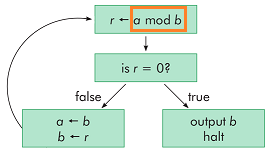 r ← a mod b
is r = 0?
false
true
a ← b
b ← r
output b
halt